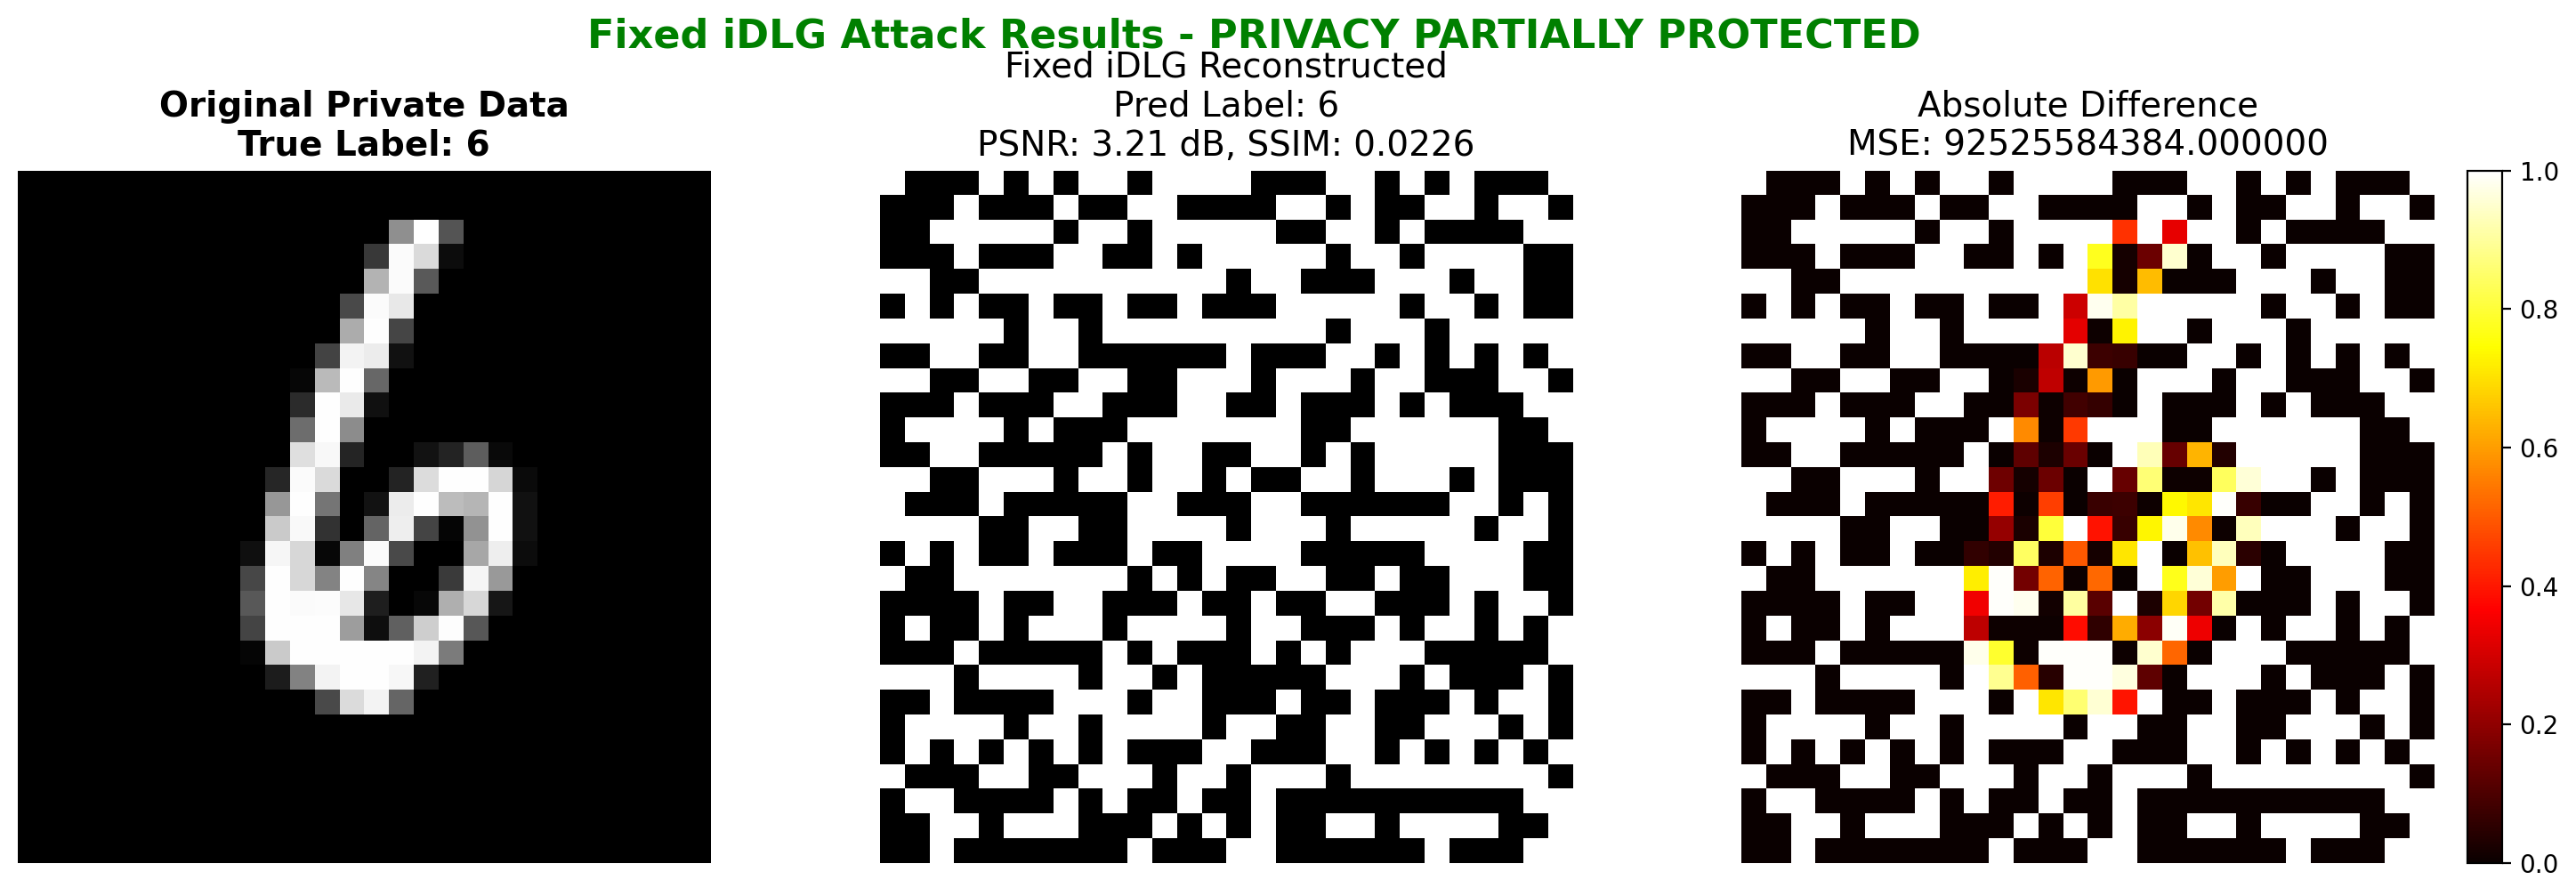 Fixed iDLG Attack Results - PRIVACY PARTIALLY PROTECTED
Original Private Data
True Label: 6
Fixed iDLG Reconstructed
Pred Label: 6
PSNR: 3.21 dB, SSIM: 0.0226
Absolute Difference
MSE: 92525584384.000000
1.0
0.8
0.6
0.4
0.2
0.0